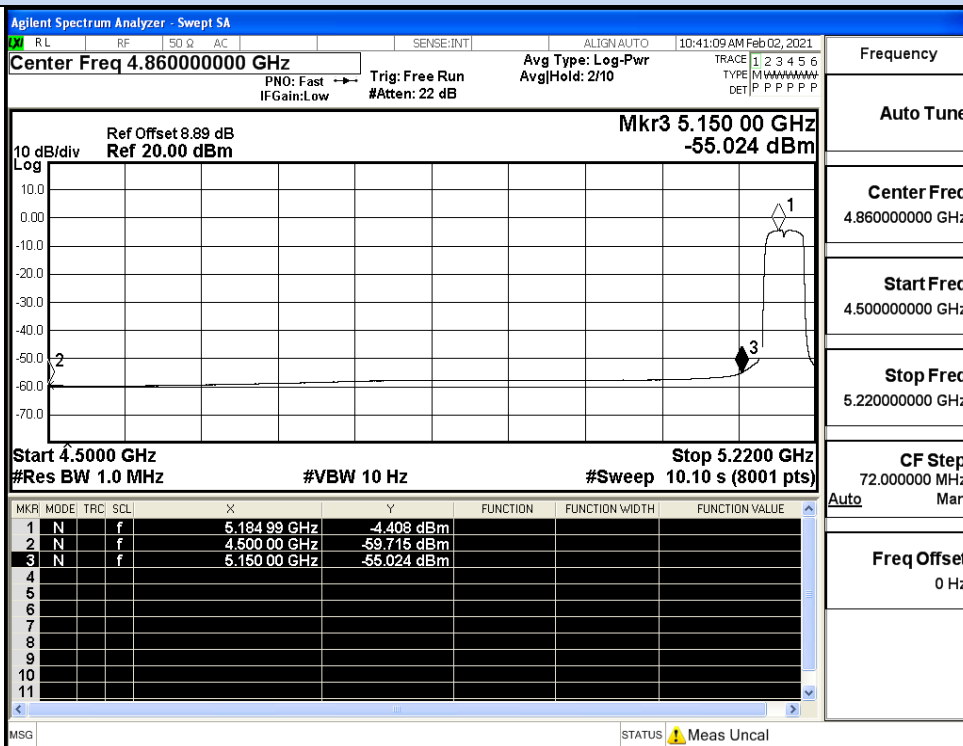 Agilent Spectrum Analyzer - Swept SA
LXI RL RF 50 Ω AC SENSE:INT ALIGN AUTO 10:41:09 AM Feb 02, 2021
Center Freq 4.860000000 GHz
PNO: Fast
IFGain:Low
Trig: Free Run
#Atten: 22 dB
Avg Type: Log-Pwr
Avg|Hold: 2/10
TRACE 1 2 3 4 5 6
TYPE M WWWWW
DET P P P P P P
Ref Offset 8.89 dB
Ref 20.00 dBm
10 dB/div
Log
Mkr3 5.150 00 GHz
-55.024 dBm
10.0
0.00
-10.0
-20.0
-30.0
-40.0
-50.0
-60.0
-70.0
1
2
3
Start 4.5000 GHz
Stop 5.2200 GHz
#Res BW 1.0 MHz #VBW 10 Hz #Sweep 10.10 s (8001 pts)
MKR MODE TRC SCL X Y FUNCTION FUNCTION WIDTH FUNCTION VALUE
1 N f 5.184 99 GHz -4.408 dBm
2 N f 4.500 00 GHz -59.715 dBm
3 N f 5.150 00 GHz -55.024 dBm
4
5
6
7
8
9
10
11
MSG STATUS Meas Uncal
Frequency
Auto Tune
Center Freq
4.860000000 GHz
Start Freq
4.500000000 GHz
Stop Freq
5.220000000 GHz
CF Step
72.000000 MHz
Auto Man
Freq Offset
0 Hz